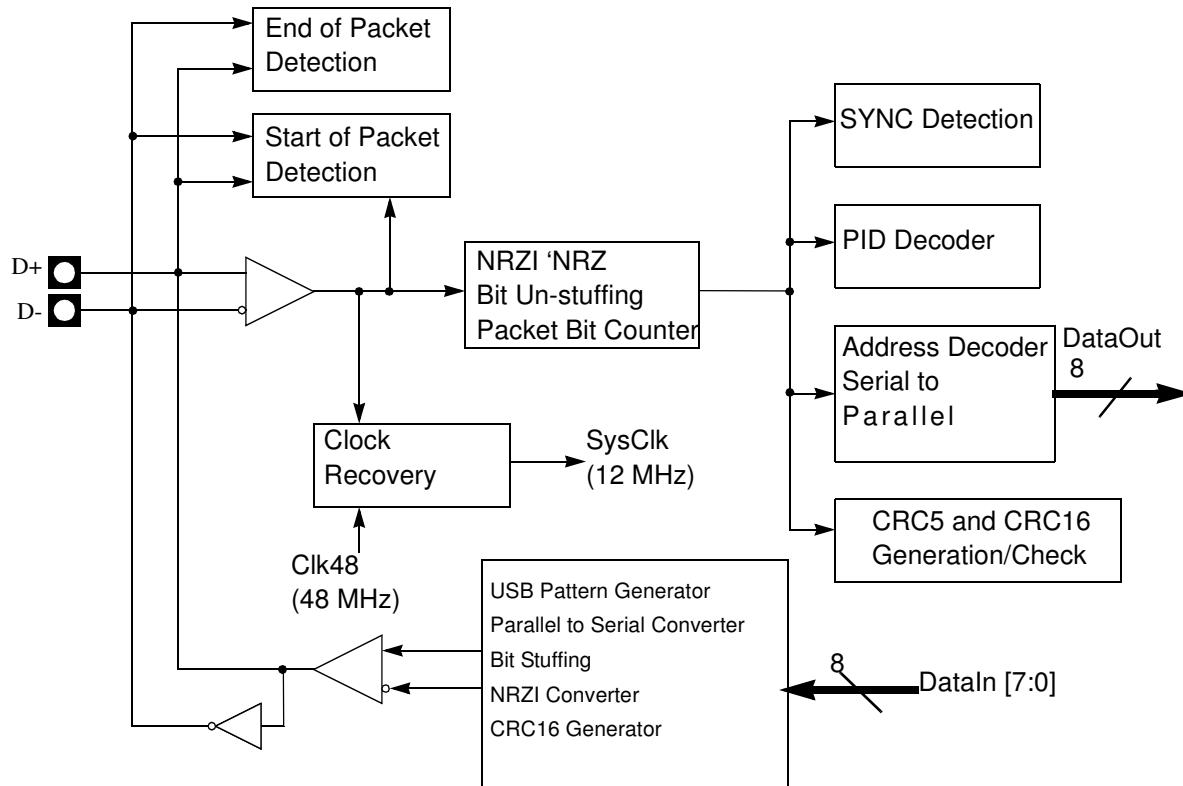 End of Packet
Detection
Start of Packet
Detection
SYNC Detection
D+
D-
NRZI ‘NRZ
Bit Un-stuffing
Packet Bit Counter
PID Decoder
Address Decoder
Serial to
Parallel
DataOut
8
Clock
Recovery
SysClk
(12 MHz)
Clk48
(48 MHz)
CRC5 and CRC16
Generation/Check
USB Pattern Generator
Parallel to Serial Converter
Bit Stuffing
NRZI Converter
CRC16 Generator
8
DataIn [7:0]